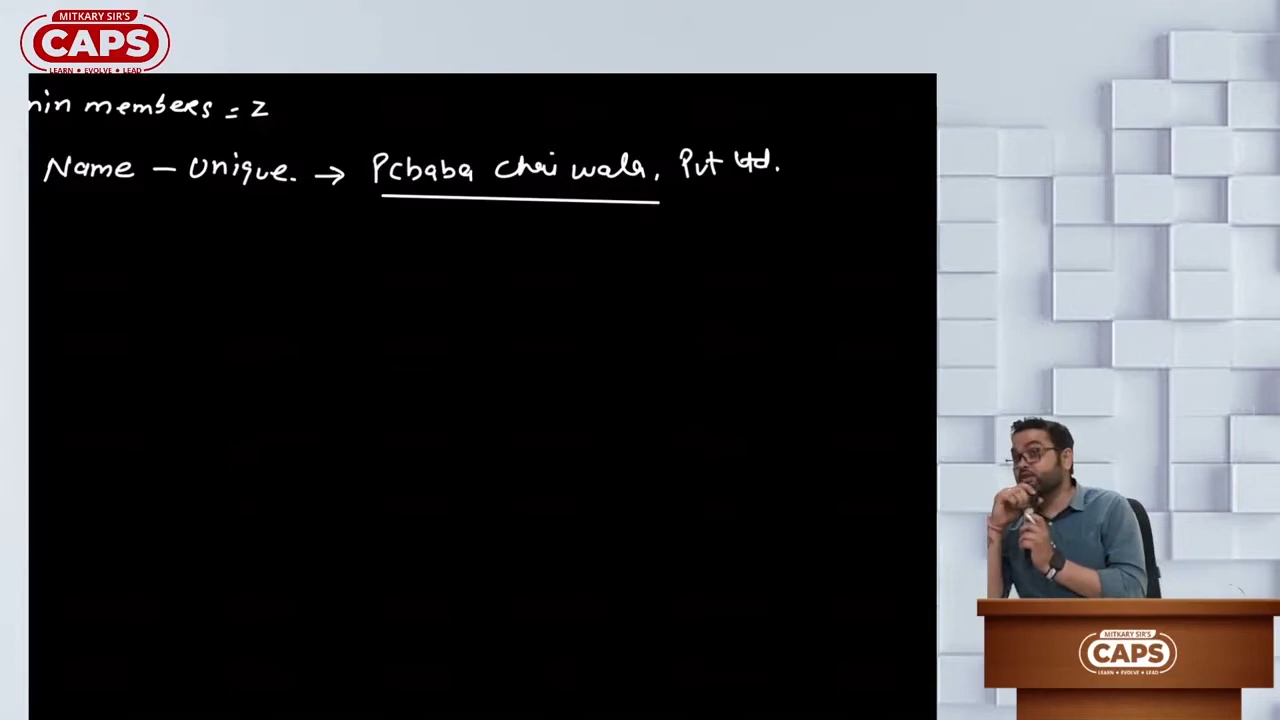 MITKARY SIR'S
CAPS
LEARN • EVOLVE • LEAD
min members = 2
Name – Unique. → Pcbaba Chai wala, Pvt Ltd.
MITKARY SIR'S
CAPS
LEARN • EVOLVE • LEAD